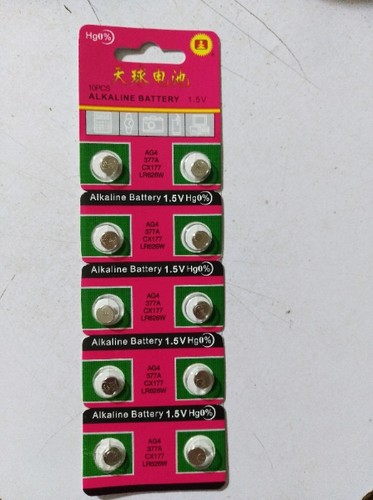 Hg0%
天球电池
10PCS
ALKALINE BATTERY 1.5V
AG4
377A
CX177
LR626W
Alkaline Battery 1.5V Hg0%
AG4
377A
CX177
LR626W
Alkaline Battery 1.5V Hg0%
AG4
377A
CX177
LR626W
Alkaline Battery 1.5V Hg0%
AG4
377A
CX177
LR626W
Alkaline Battery 1.5V Hg0%
AG4
377A
CX177
LR626W